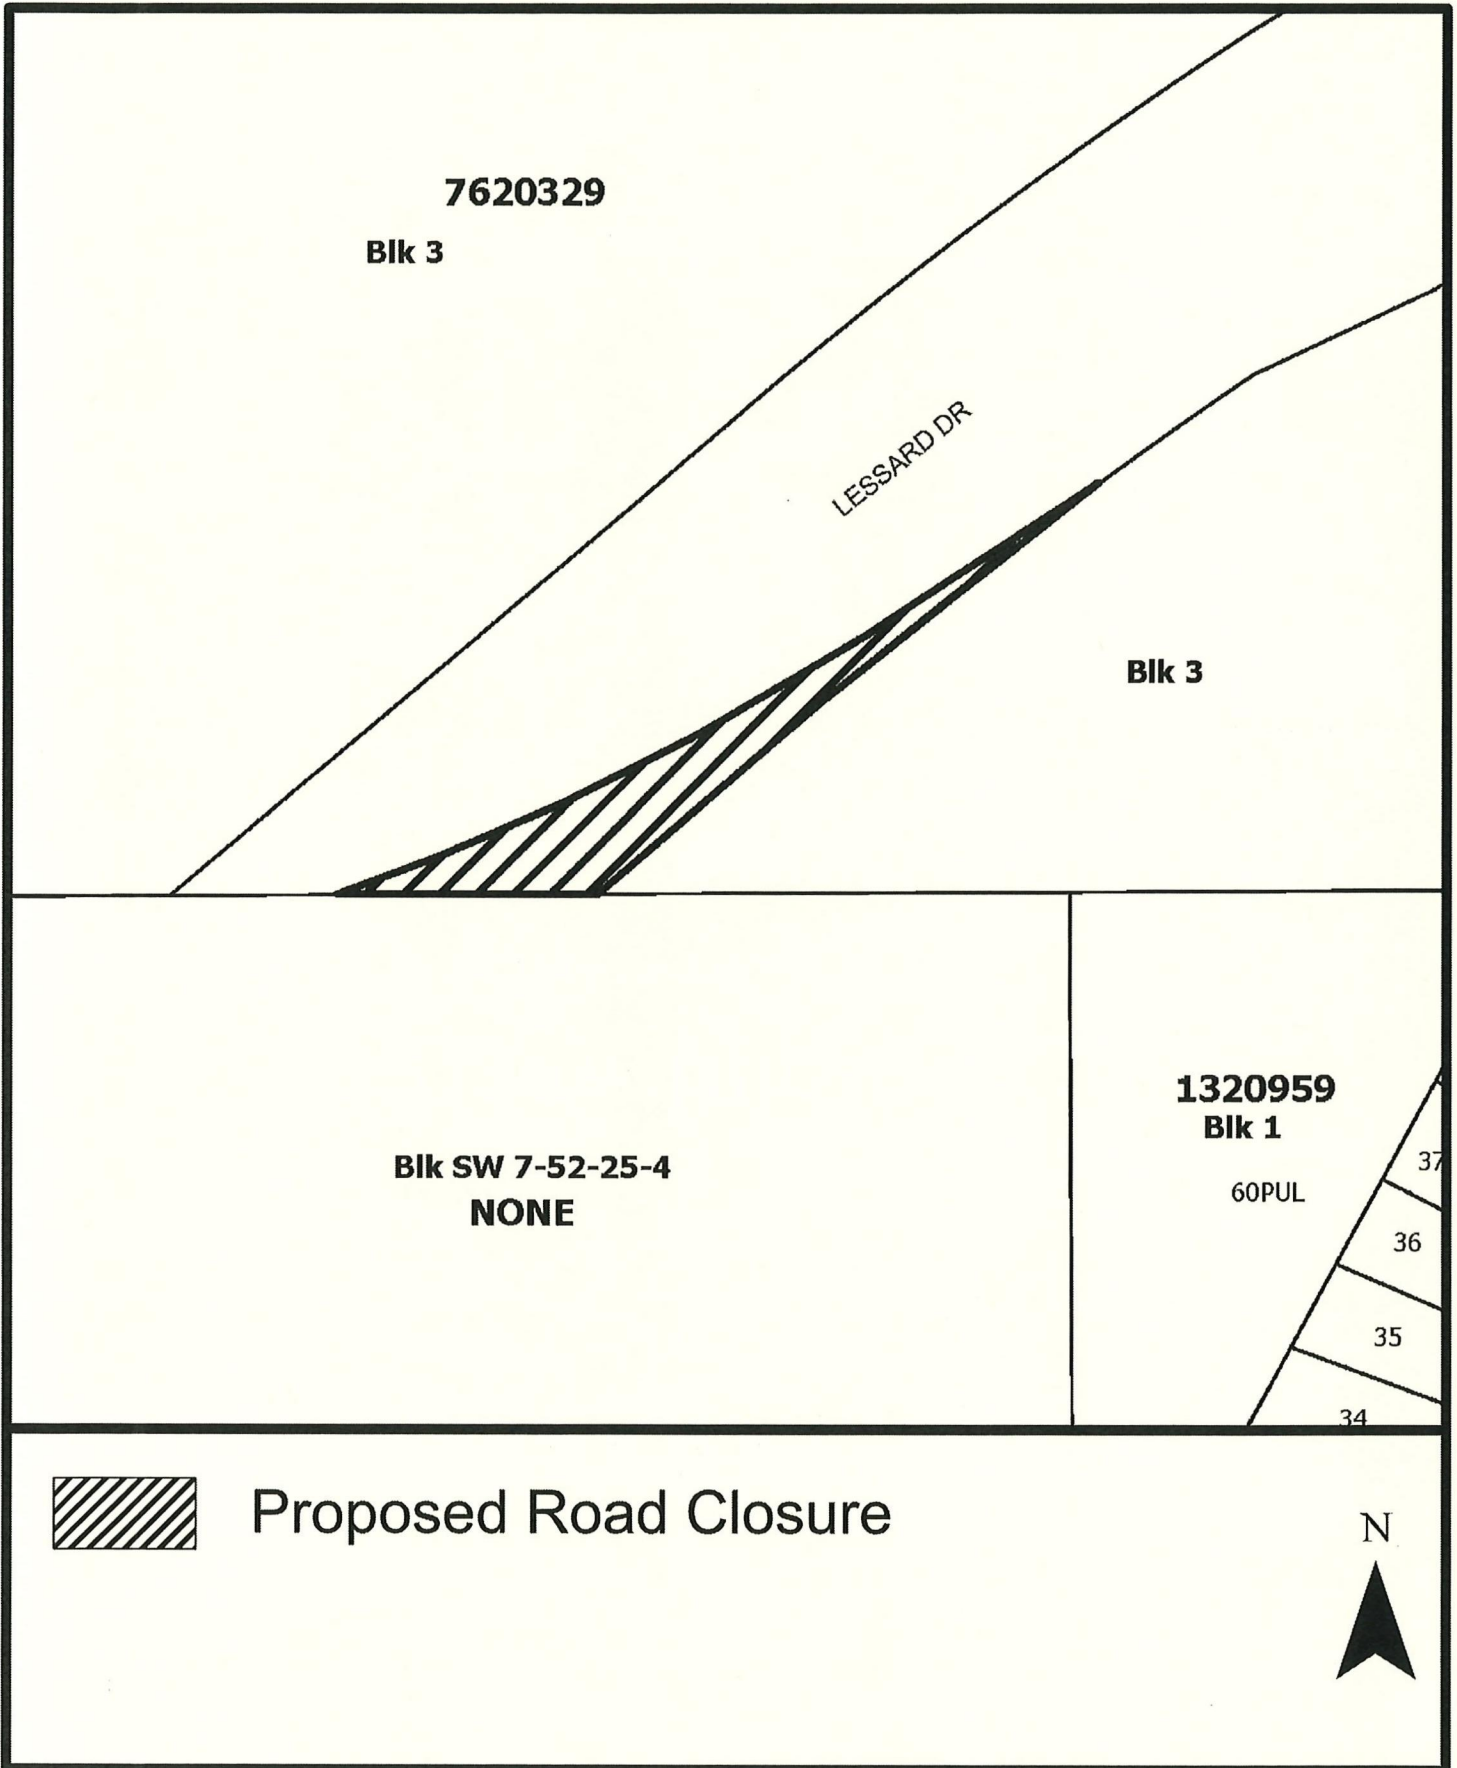 7620329
Blk 3
LESSARD DR
Blk 3
1320959
Blk 1
60PUL
Blk SW 7-52-25-4
NONE
37
36
35
34
Proposed Road Closure
N